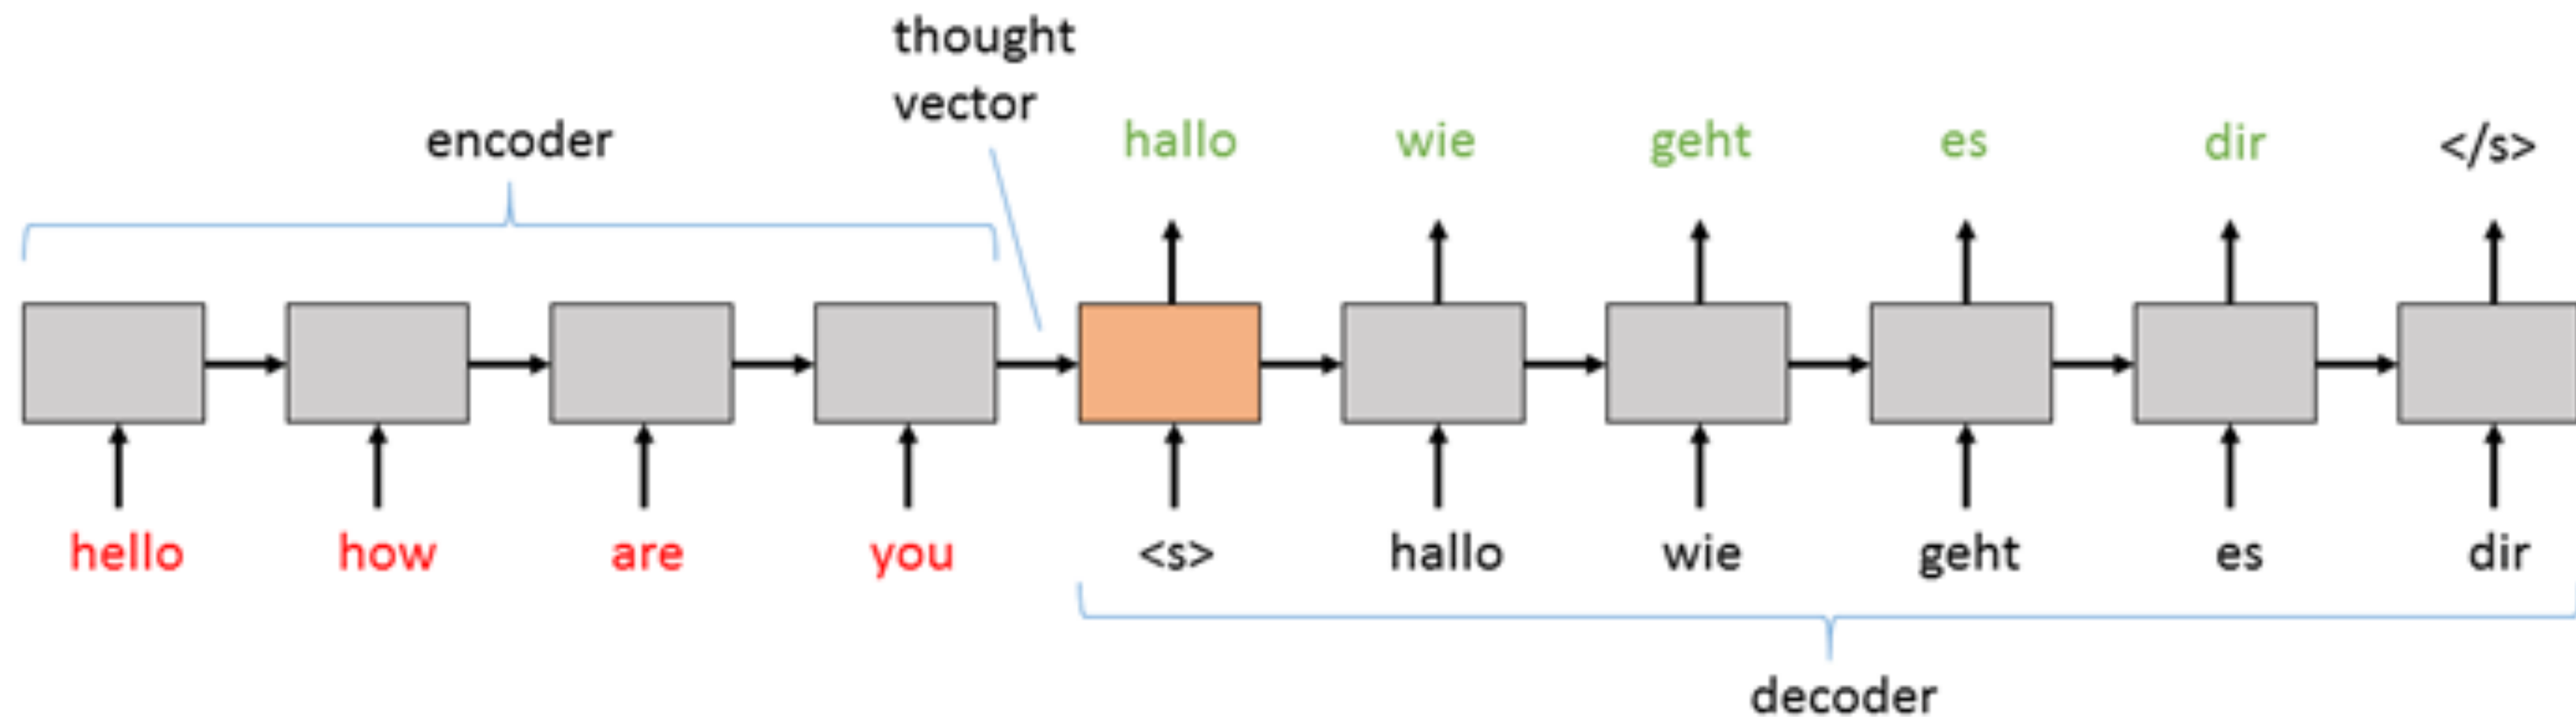 thought
vector
encoder
hallo wie geht es dir </s>
hello how are you <s> hallo wie geht es dir
decoder